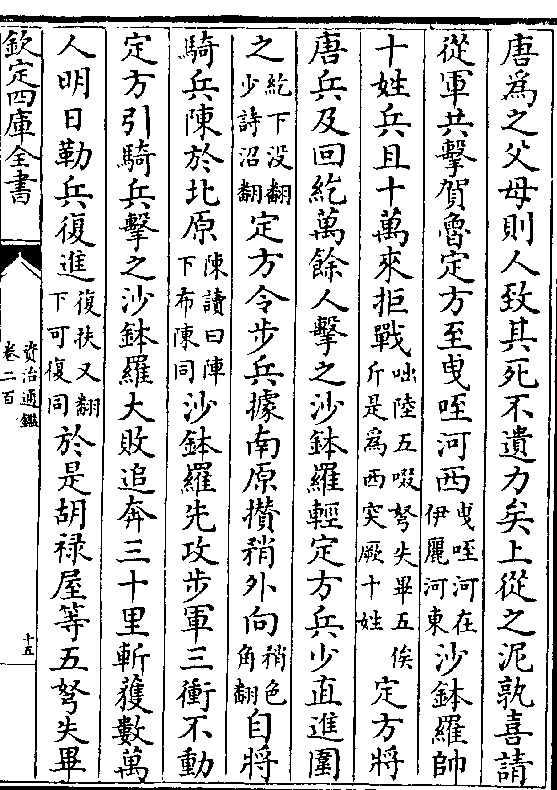 唐爲之父母則人致其死不遺力矣上從之泥孰喜請
從軍共擊賀魯定方至曳咥河西曳咥河在伊麗河東沙鉢羅帥
十姓兵且十萬來拒戰咄陸五啜弩失畢五俟斤是爲西突厥十姓定方將
唐兵及回紇萬餘人擊之沙鉢羅輕定方兵少直進圍
之紇下没翻少詩沼翻定方令步兵據南原攢矟外向矟色角翻自將
騎兵陳於北原陳讀曰陣下布陳同沙鉢羅先攻步軍三衝不動
定方引騎兵擊之沙鉢羅大敗追奔三十里斬獲數萬
人明日勒兵復進復扶又翻下可復同於是胡禄屋等五弩失畢
欽定四庫全書
資治通鑑
卷二百
十五